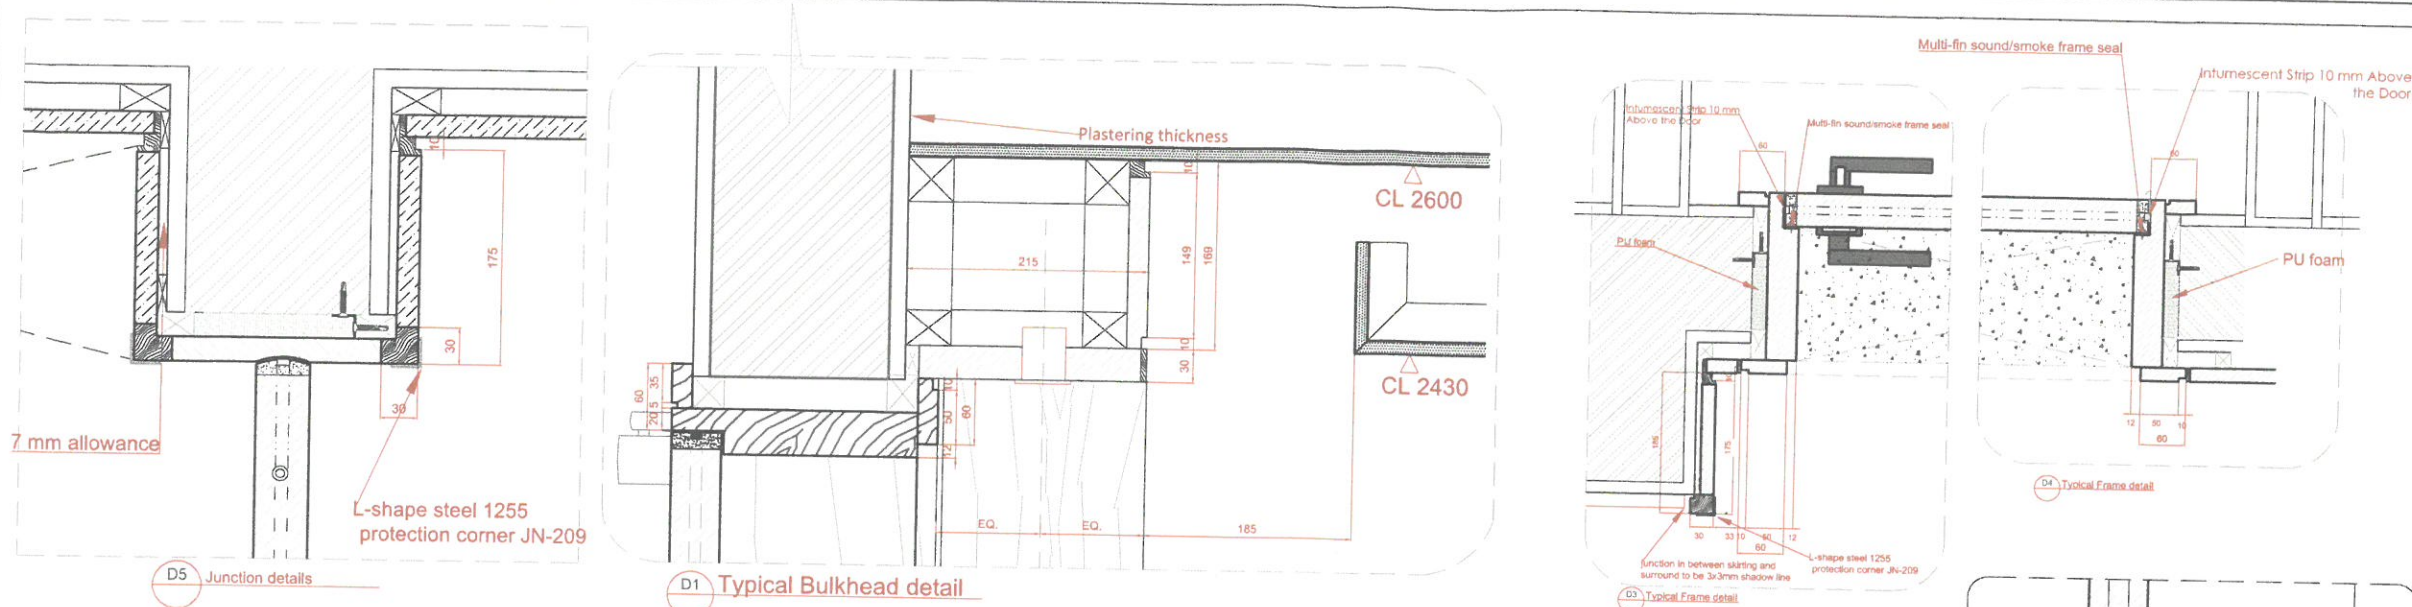 10
175
30
30
7 mm allowance
L-shape steel 1255
protection corner JN-209
D5
Junction details
Plastering thickness
CL 2600
10
215
149
169
10
30
CL 2430
60
35
5
20
10
50
60
12
EQ.
EQ.
185
D1
Typical Bulkhead detail
Multi-fin sound/smoke frame seal
Intumescent Strip 10 mm Above
the Door
Intumescent Strip 10 mm
Above the Door
Multi-fin sound/smoke frame seal
60
60
PU foam
PU foam
185
175
30
33
10
50
12
60
L-shape steel 1255
protection corner JN-209
junction in between skirting and
surround to be 3x3mm shadow line
D3
Typical Frame detail
12
50
10
60
D4
Typical Frame detail